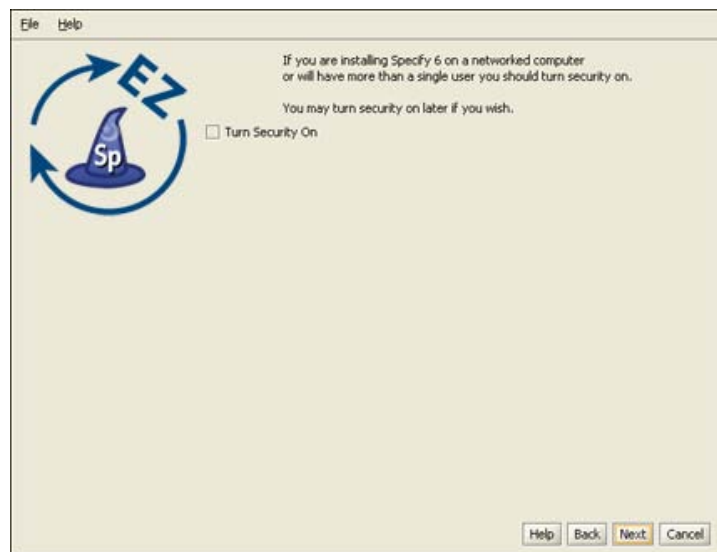 File Help
EZ
Sp
If you are installing Specify 6 on a networked computer
or will have more than a single user you should turn security on.
You may turn security on later if you wish.
Turn Security On
Help Back Next Cancel